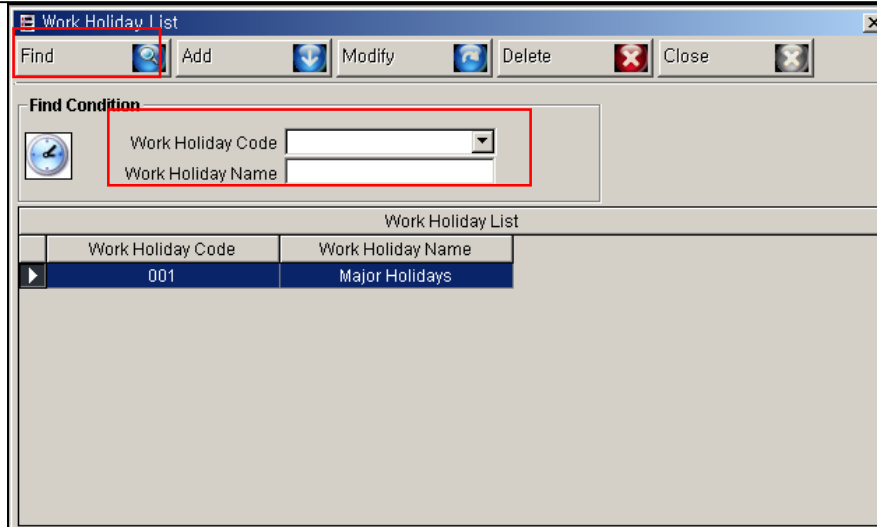 Work Holiday List
Find Add Modify Delete Close
Find Condition
Work Holiday Code
Work Holiday Name
Work Holiday List
Work Holiday Code Work Holiday Name
001 Major Holidays